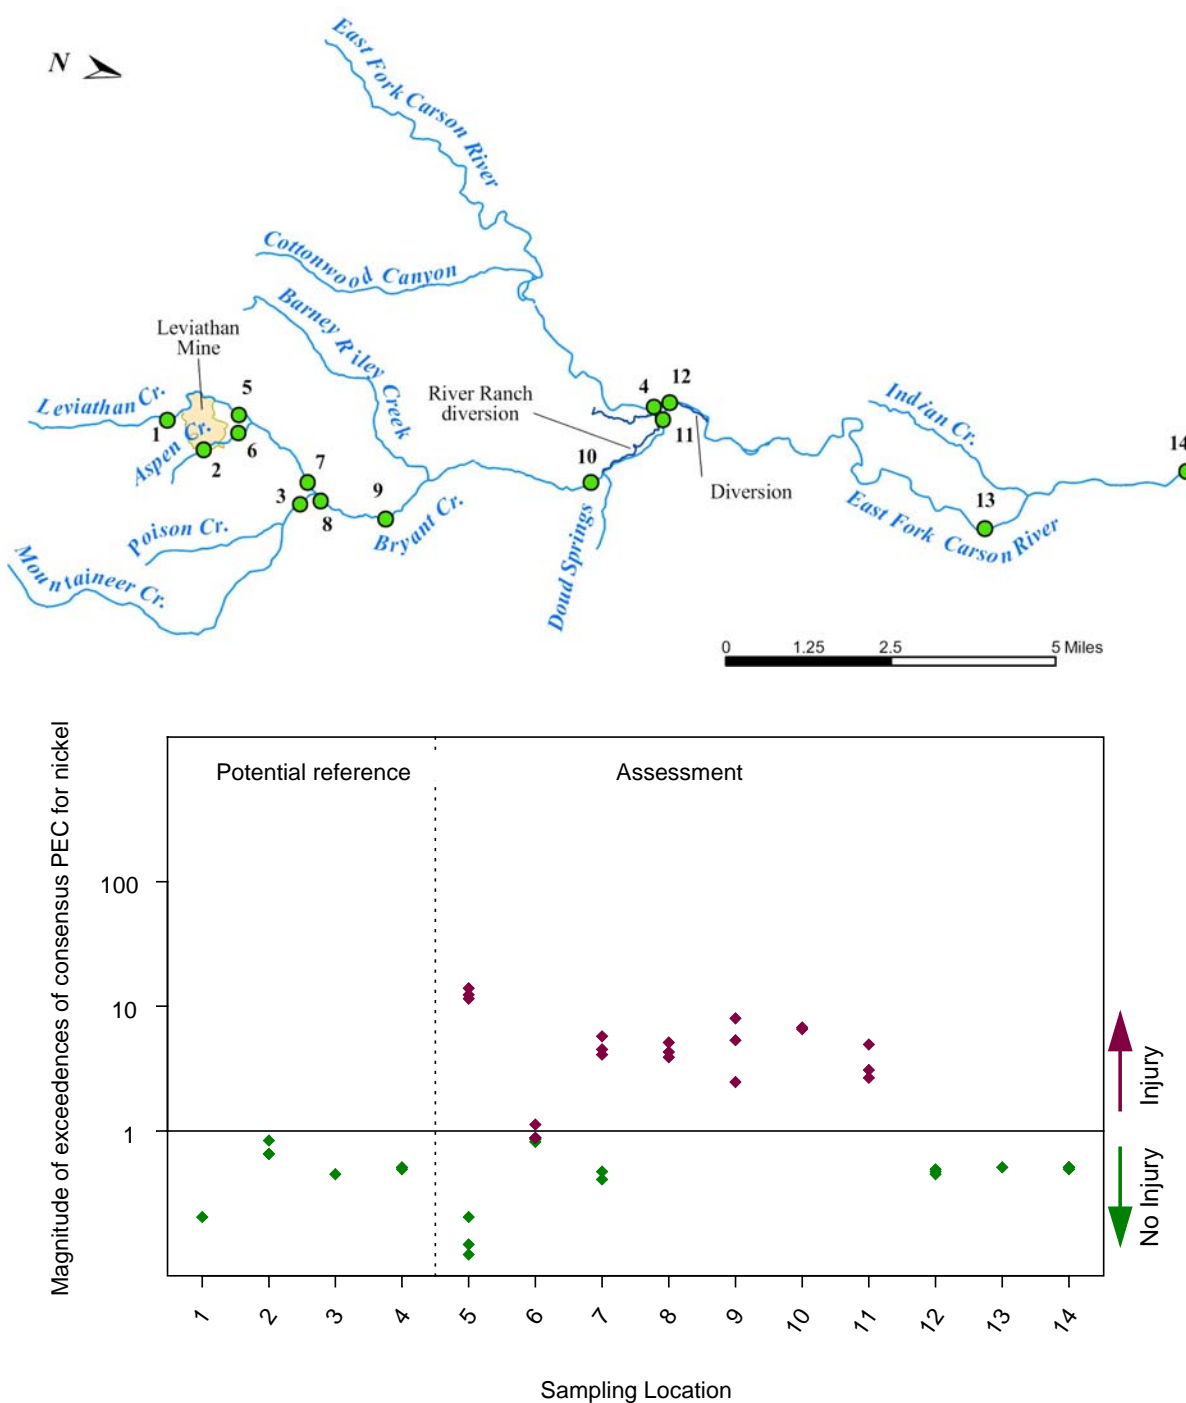 N
East Fork Carson River
Cottonwood Canyon
Barney Riley Creek
Leviathan
Mine
Leviathan Cr.
Aspen Cr.
Poison Cr.
Mountaineer Cr.
Bryant Cr.
River Ranch
diversion
Doud Springs
Diversion
Indian Cr.
East Fork Carson River
1
2
3
4
5
6
7
8
9
10
11
12
13
14
0 1.25 2.5 5 Miles
Magnitude of exceedences of consensus PEC for nickel
Potential reference
Assessment
100
10
1
Injury
No Injury
1 2 3 4 5 6 7 8 9 10 11 12 13 14
Sampling Location